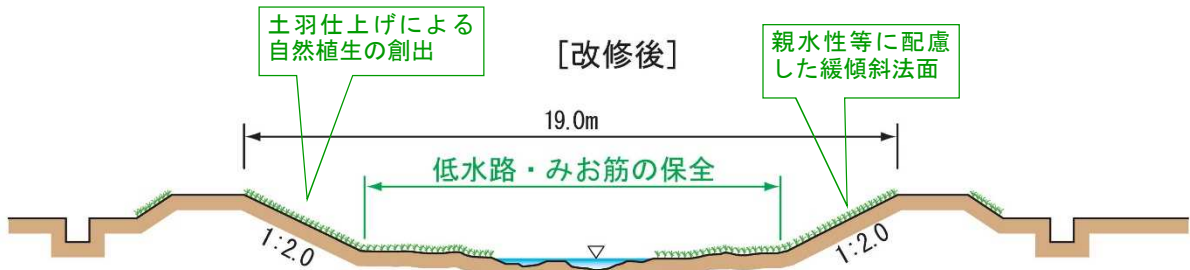 土羽仕上げによる
自然植生の創出
[改修後]
親水性等に配慮
した緩傾斜法面
19.0m
低水路・みお筋の保全
1:2.0
1:2.0